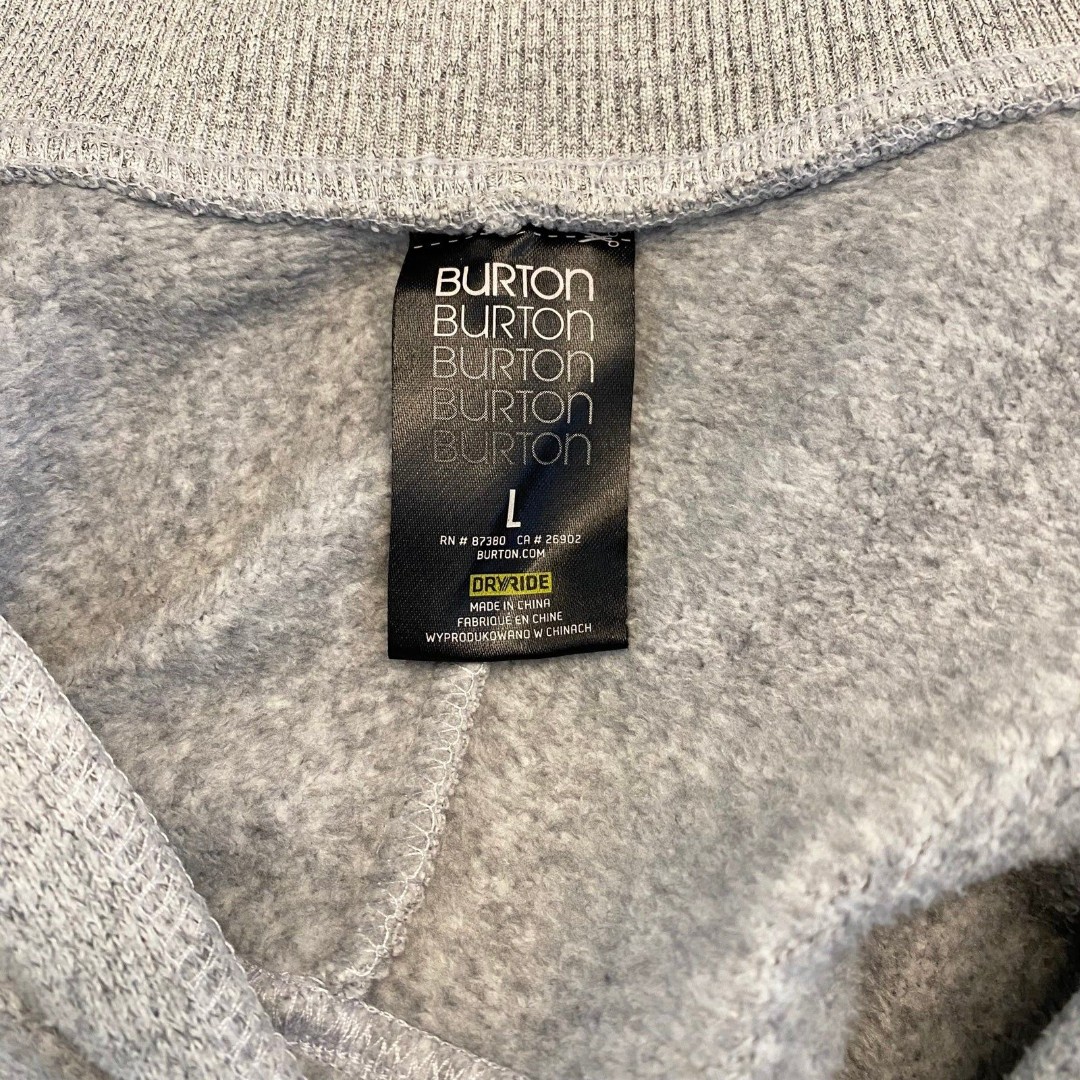 BURTON
BURTON
BURTON
BURTON
BURTON
L
RN # 87380 CA # 26902
BURTON.COM
DRYRIDE
MADE IN CHINA
FABRIQUÉ EN CHINE
WYPRODUKOWANO W CHINACH